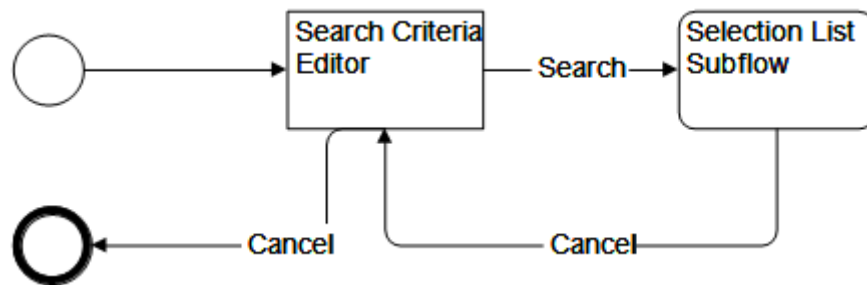 Search Criteria
Editor
Search
Selection List
Subflow
Cancel
Cancel